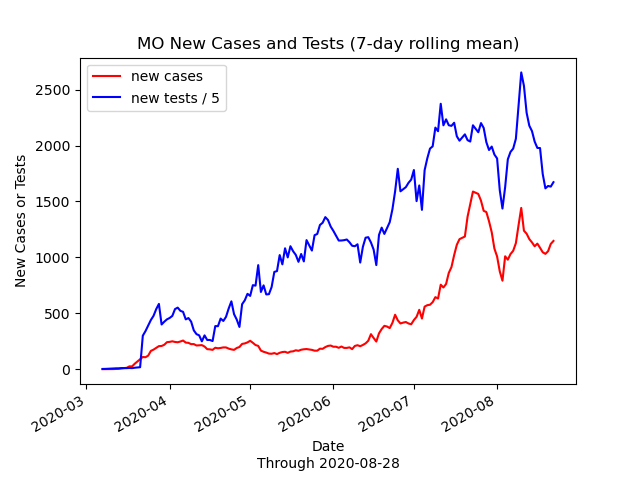 MO New Cases and Tests (7-day rolling mean)
new cases
new tests / 5
New Cases or Tests
2500
2000
1500
1000
500
0
2020-03
2020-04
2020-05
2020-06
2020-07
2020-08
Date
Through 2020-08-28